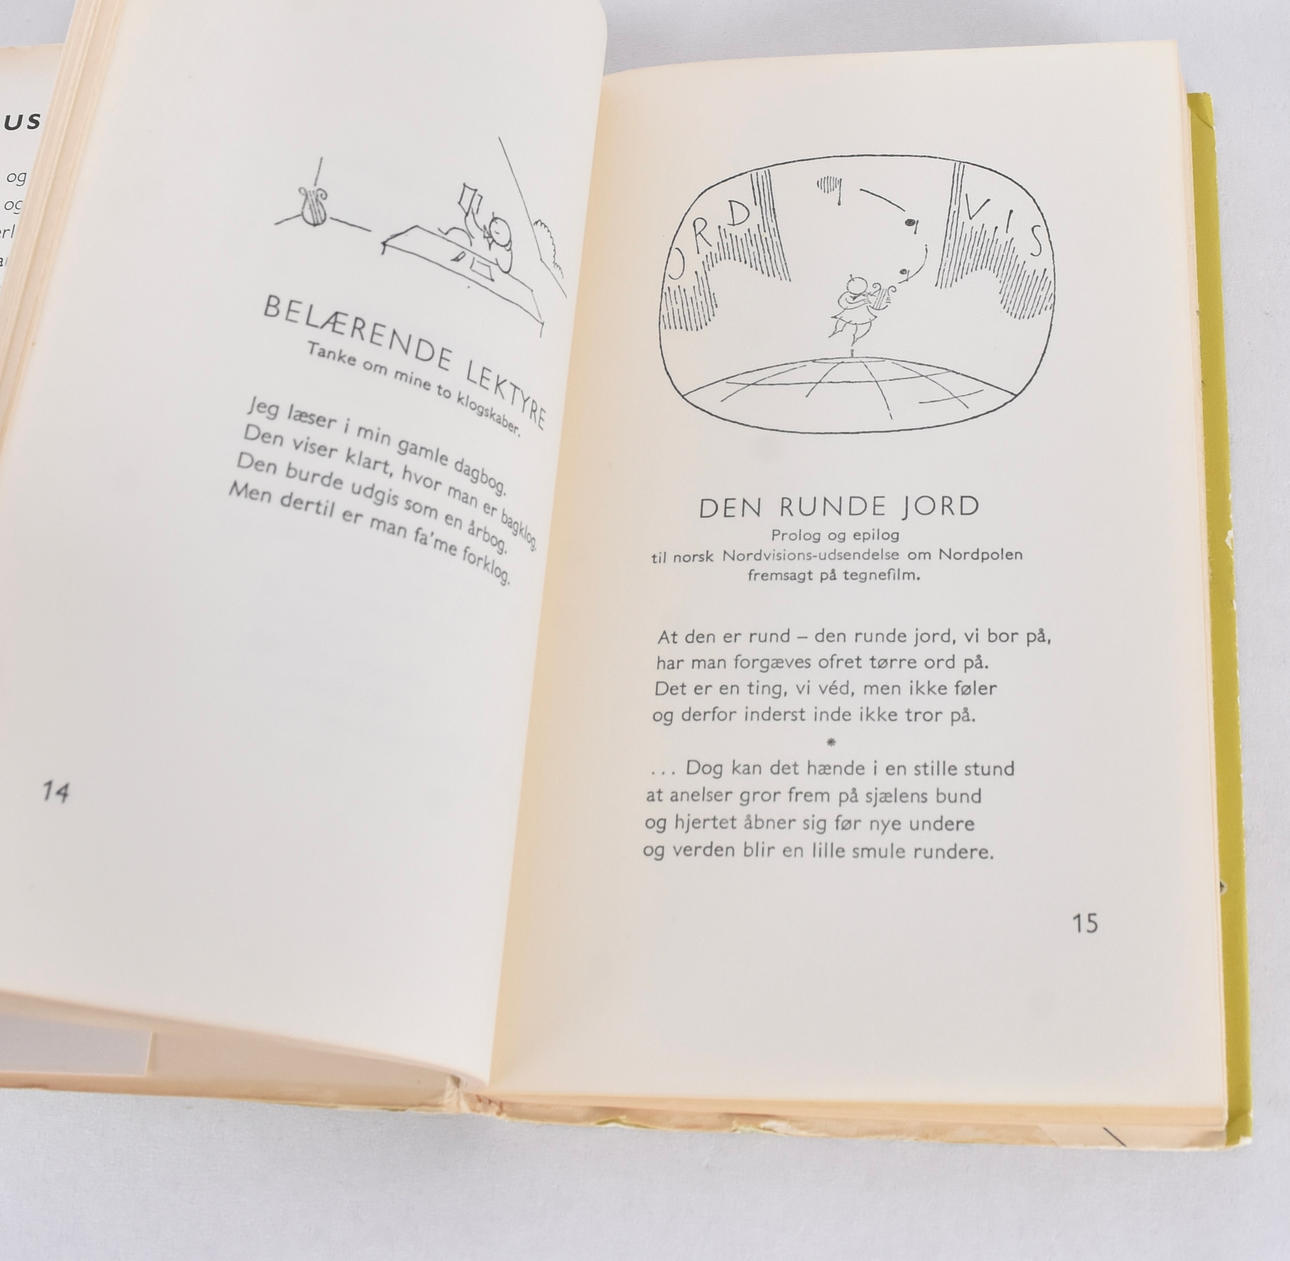 US
og
og
BELÆRENDE LEKTYRE
Tanke om mine to klogskaber.
Jeg læser i min gamle dagbog.
Den viser klart, hvor man er bagklog.
Den burde udgis som en årbog.
Men dertil er man fa'me forklog.
14
ORD VIS
DEN RUNDE JORD
Prolog og epilog
til norsk Nordvisions-udsendelse om Nordpolen
fremsagt på tegnefilm.
At den er rund – den runde jord, vi bor på,
har man forgæves ofret tørre ord på.
Det er en ting, vi véd, men ikke føler
og derfor inderst inde ikke tror på.
*
... Dog kan det hænde i en stille stund
at anelser gror frem på sjælens bund
og hjertet åbner sig før nye undere
og verden blir en lille smule rundere.
15